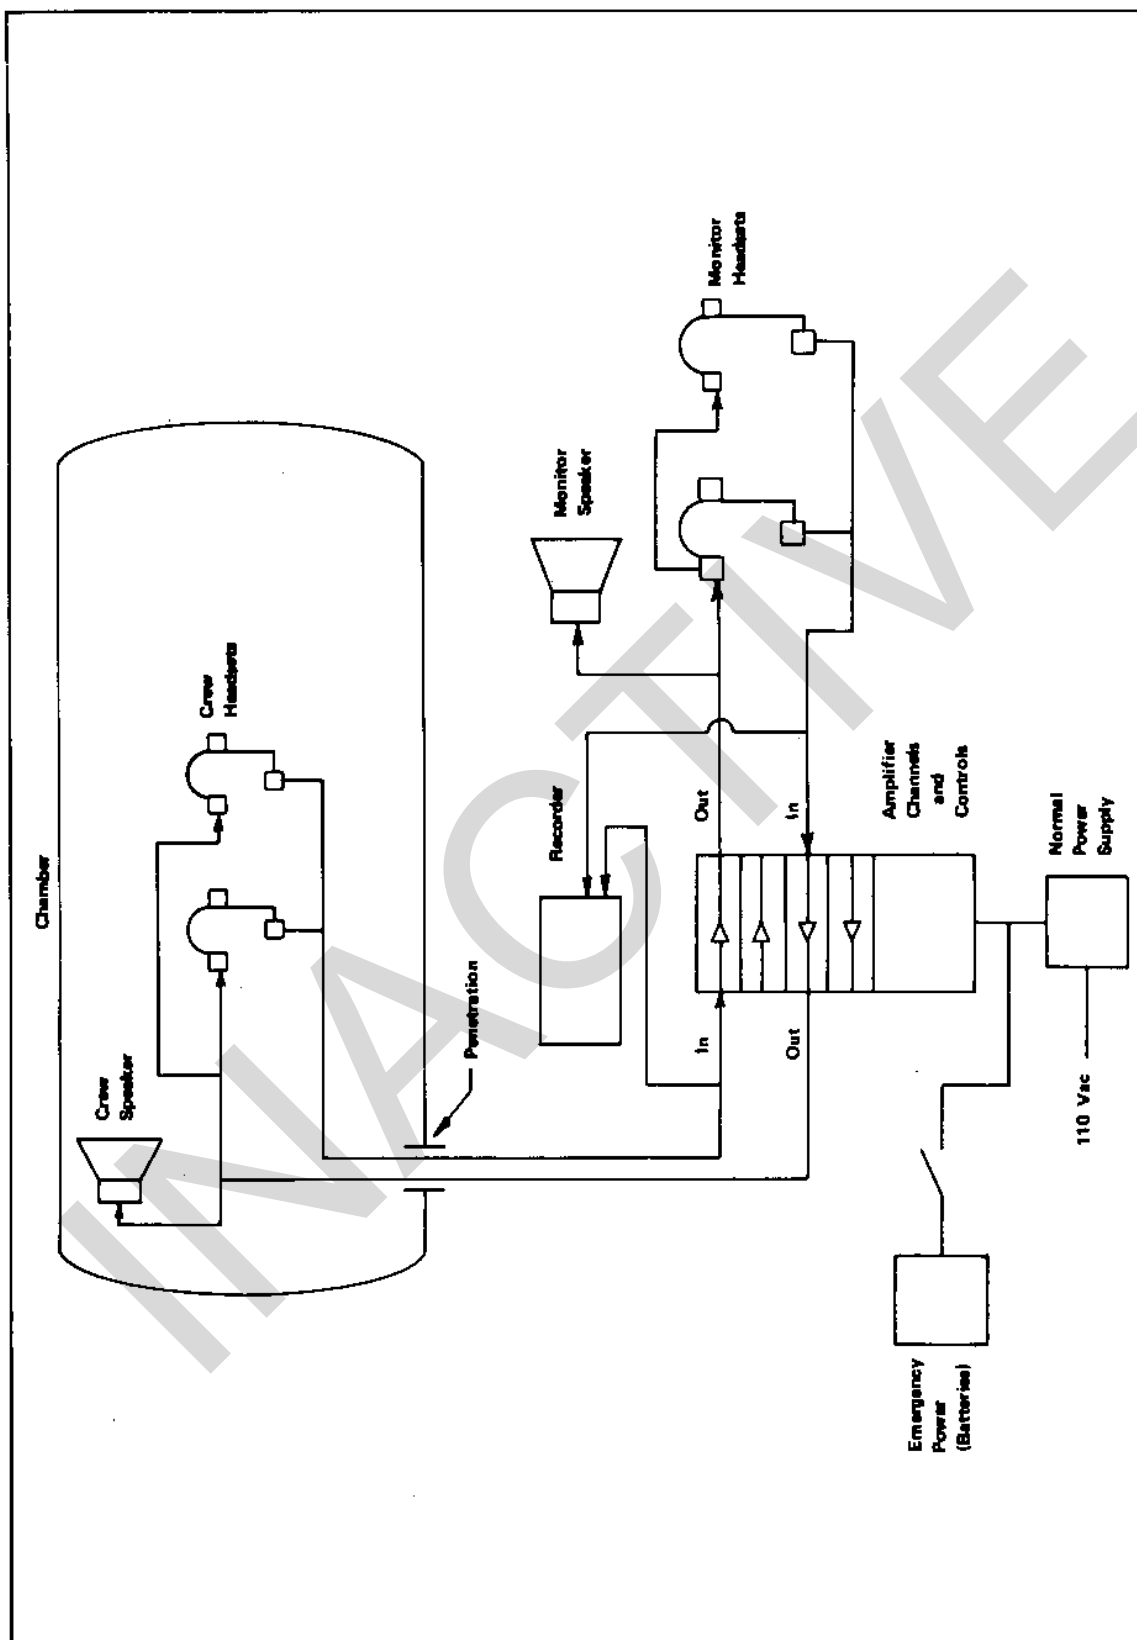 Chamber
Crew
Speaker
Crew
Headsets
Penetration
Recorder
Monitor
Speaker
Monitor
Headsets
In
Out
Out
In
Amplifier
Channels
and
Controls
Emergency
Power
(Batteries)
110 Vac
Normal
Power
Supply
INACTIVE